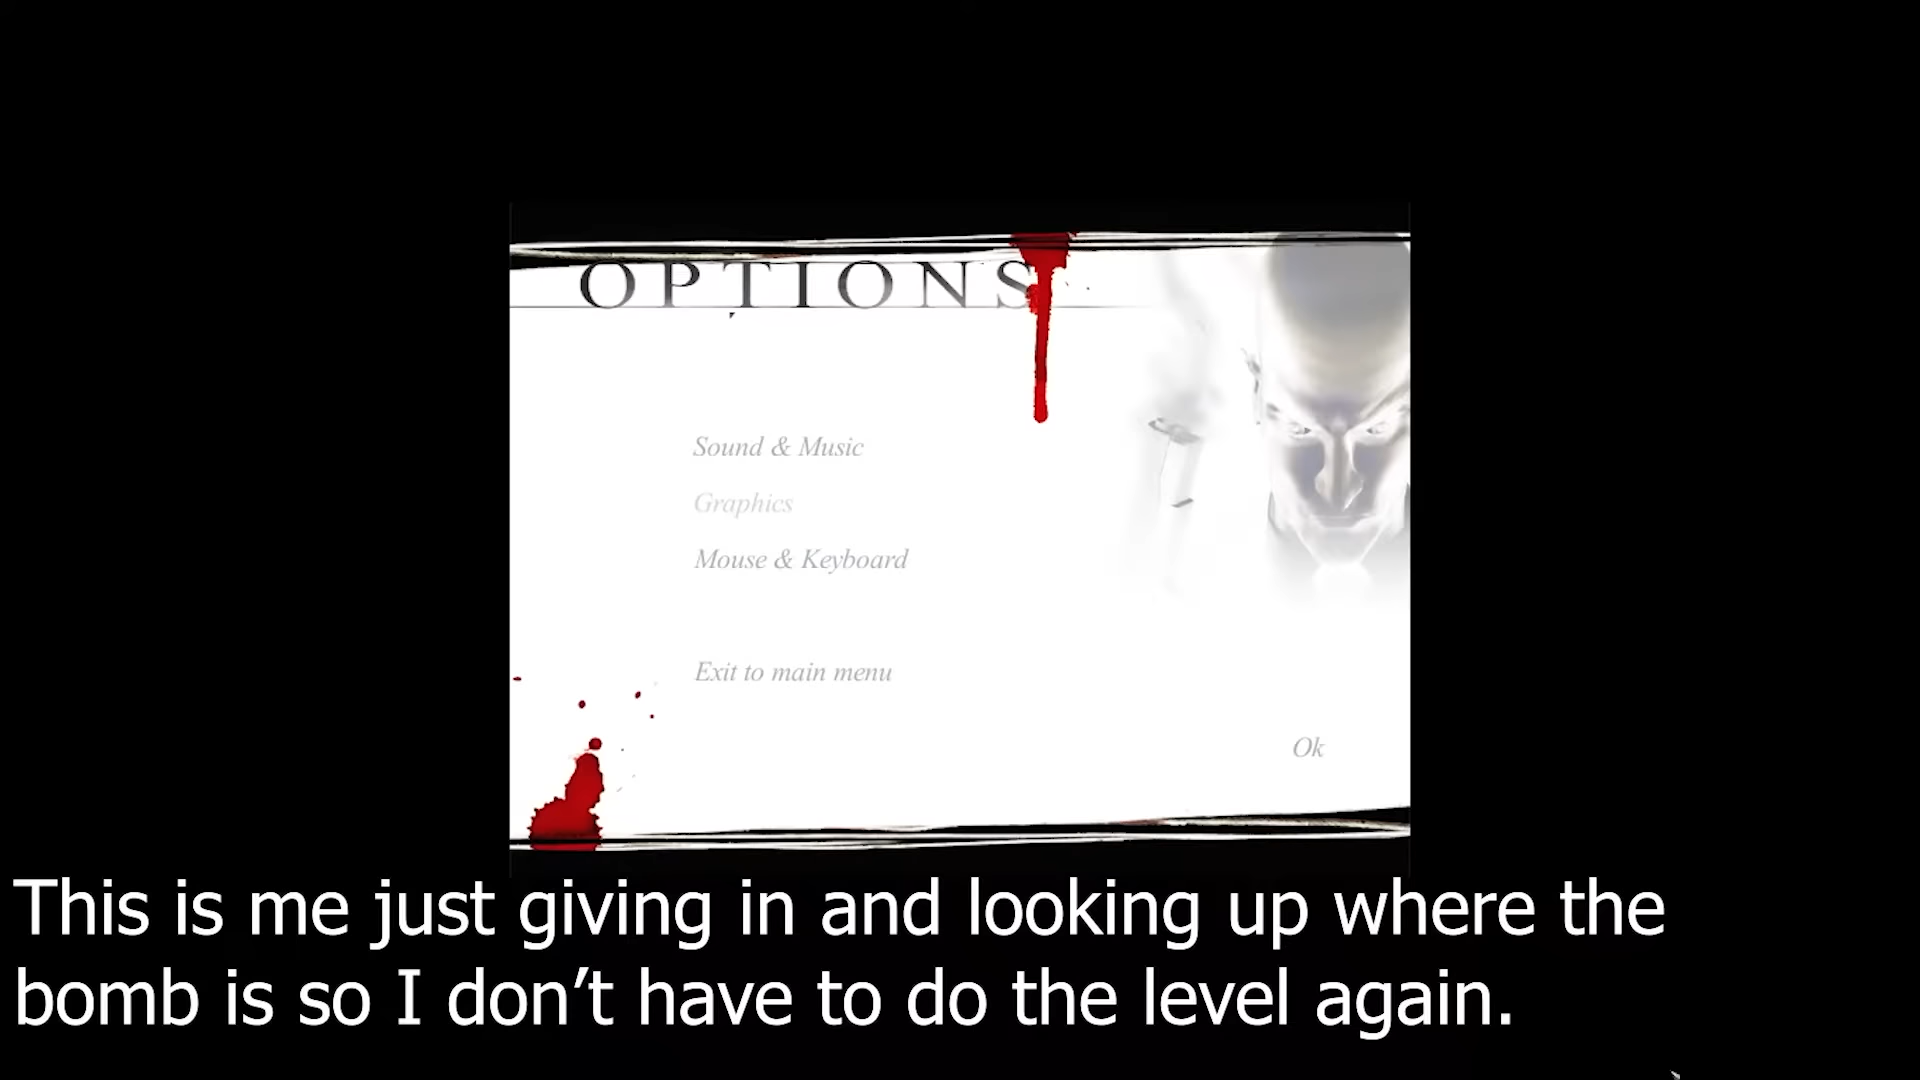 OPTIONS
Sound & Music
Graphics
Mouse & Keyboard
Exit to main menu
Ok
This is me just giving in and looking up where the
bomb is so I don’t have to do the level again.